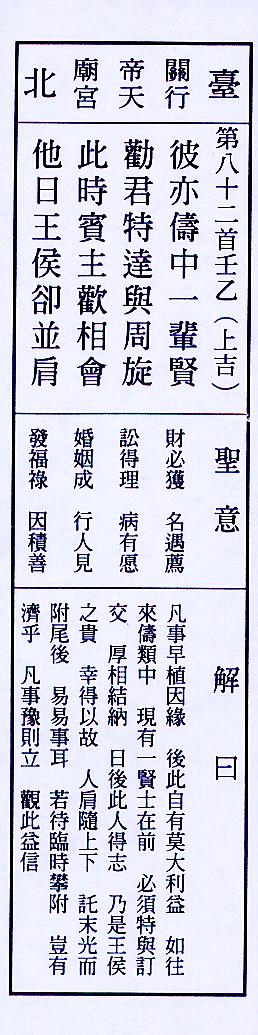 臺北
關行
帝天
廟宮
第八十二首壬乙（上吉）
彼亦儔中一輩賢
勸君特達與周旋
此時賓主歡相會
他日王侯卻並肩
聖意
財必獲 名遇薦
訟得理 病有愿
婚姻成 行人見
發福祿 因積善
解曰
凡事早植因緣 後此自有莫大利益 如往
來儔類中 現有一賢士在前 必須特與訂
交 厚相結納 日後此人得志 乃是王侯
之貴 幸得以故 人肩隨上下 託末光而
附尾後 易易事耳 若待臨時攀附 豈有
濟乎 凡事豫則立 觀此益信